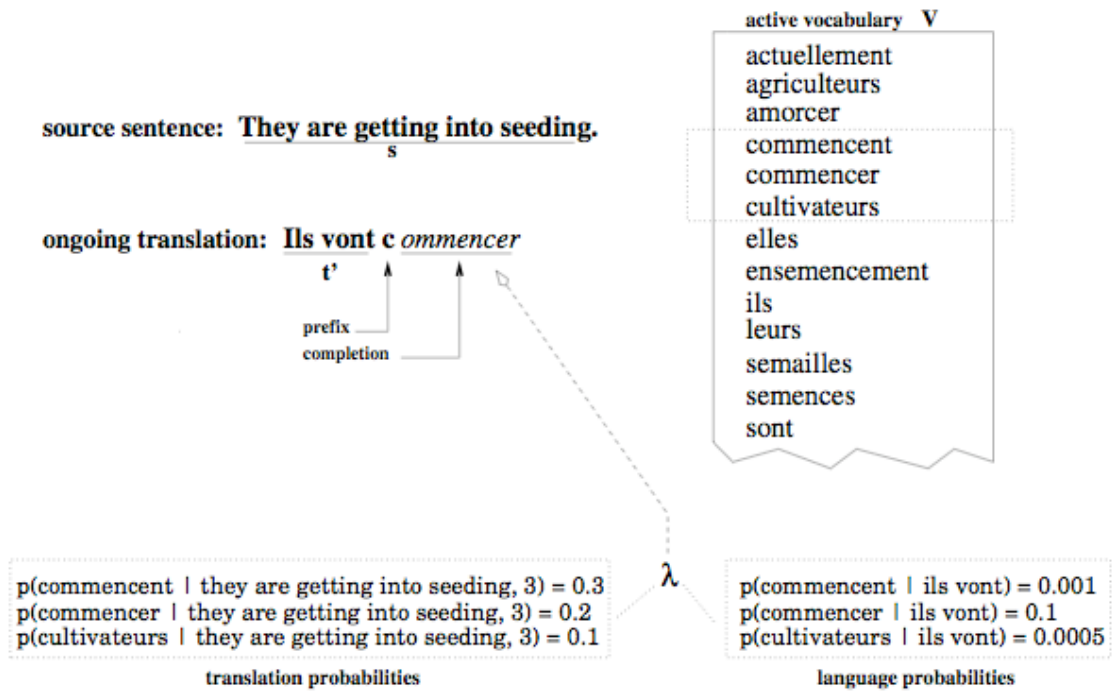 active vocabulary V
actuellement
agriculteurs
amorcer
commencent
commencer
cultivateurs
elles
ensemencement
ils
leurs
semailles
semences
sont
source sentence: They are getting into seeding.
s
ongoing translation: Ils vont c ommencer
t'
prefix
completion
λ
p(commencent | they are getting into seeding, 3) = 0.3
p(commencer | they are getting into seeding, 3) = 0.2
p(cultivateurs | they are getting into seeding, 3) = 0.1
translation probabilities
p(commencent | ils vont) = 0.001
p(commencer | ils vont) = 0.1
p(cultivateurs | ils vont) = 0.0005
language probabilities